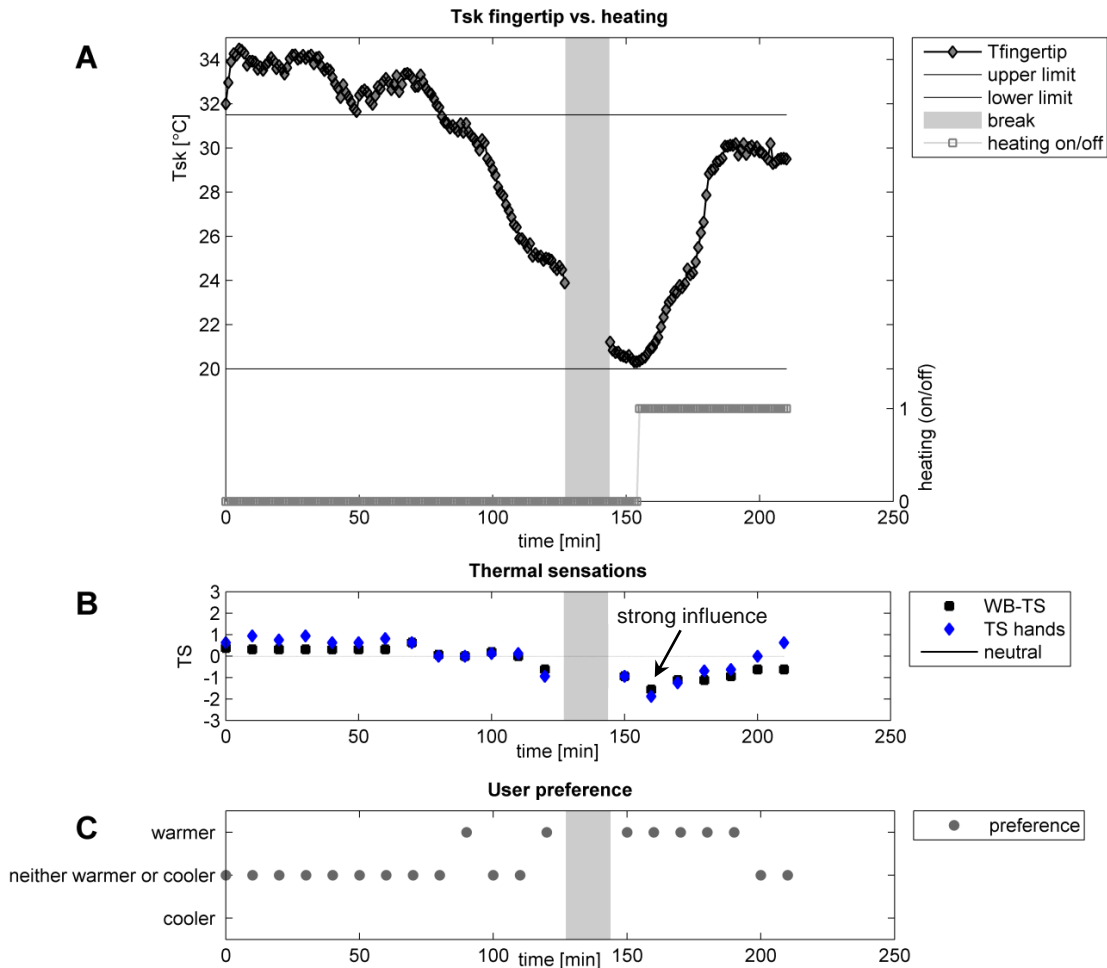 Tsk fingertip vs. heating
A
34
32
30
28
26
24
22
20
Tsk [°C]
1
0
heating (on/off)
0
50
100
150
200
250
time [min]
Tfingertip
upper limit
lower limit
break
heating on/off
Thermal sensations
B
3
2
1
0
-1
-2
-3
TS
strong influence
0
50
100
150
200
250
time [min]
WB-TS
TS hands
neutral
User preference
C
warmer
neither warmer or cooler
cooler
0
50
100
150
200
250
time [min]
preference